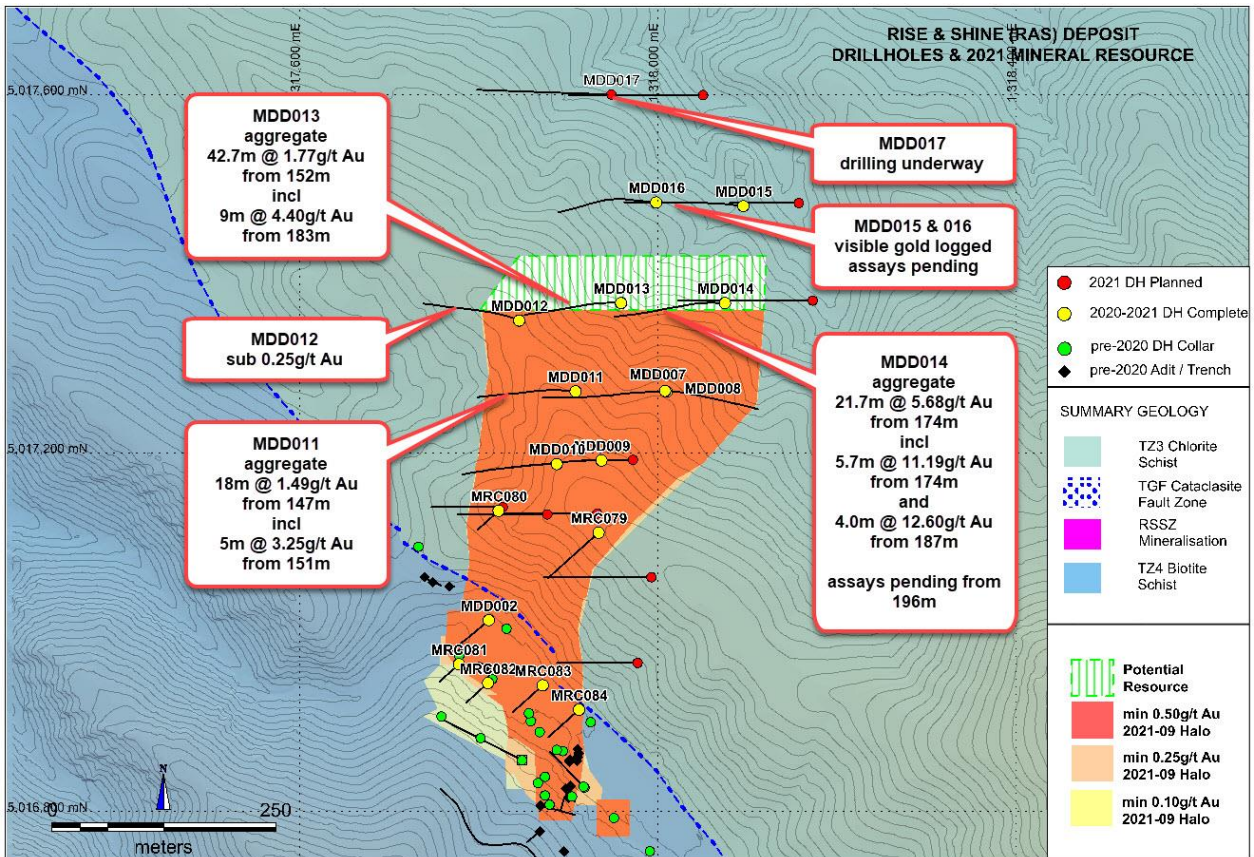 RISE & SHINE (RAS) DEPOSIT
DRILLHOLES & 2021 MINERAL RESOURCE
317,600 mE
1,318,000 mE
1,318,400 mE
5,017,600 mN
5,017,200 mN
5,016,800 mN
MDD017
MDD013
aggregate
42.7m @ 1.77g/t Au
from 152m
incl
9m @ 4.40g/t Au
from 183m
MDD017
drilling underway
MDD016
MDD015
MDD015 & 016
visible gold logged
assays pending
MDD013
MDD014
MDD012
MDD012
sub 0.25g/t Au
MDD011
MDD007
MDD008
MDD014
aggregate
21.7m @ 5.68g/t Au
from 174m
incl
5.7m @ 11.19g/t Au
from 174m
and
4.0m @ 12.60g/t Au
from 187m
assays pending from
196m
MDD011
aggregate
18m @ 1.49g/t Au
from 147m
incl
5m @ 3.25g/t Au
from 151m
MDD010
MDD009
MRC080
MRC079
MDD002
MRC081
MRC082
MRC083
MRC084
N
0
250
meters
2021 DH Planned
2020-2021 DH Complete
pre-2020 DH Collar
pre-2020 Adit / Trench
SUMMARY GEOLOGY
TZ3 Chlorite
Schist
TGF Cataclasite
Fault Zone
RSSZ
Mineralisation
TZ4 Biotite
Schist
Potential
Resource
min 0.50g/t Au
2021-09 Halo
min 0.25g/t Au
2021-09 Halo
min 0.10g/t Au
2021-09 Halo